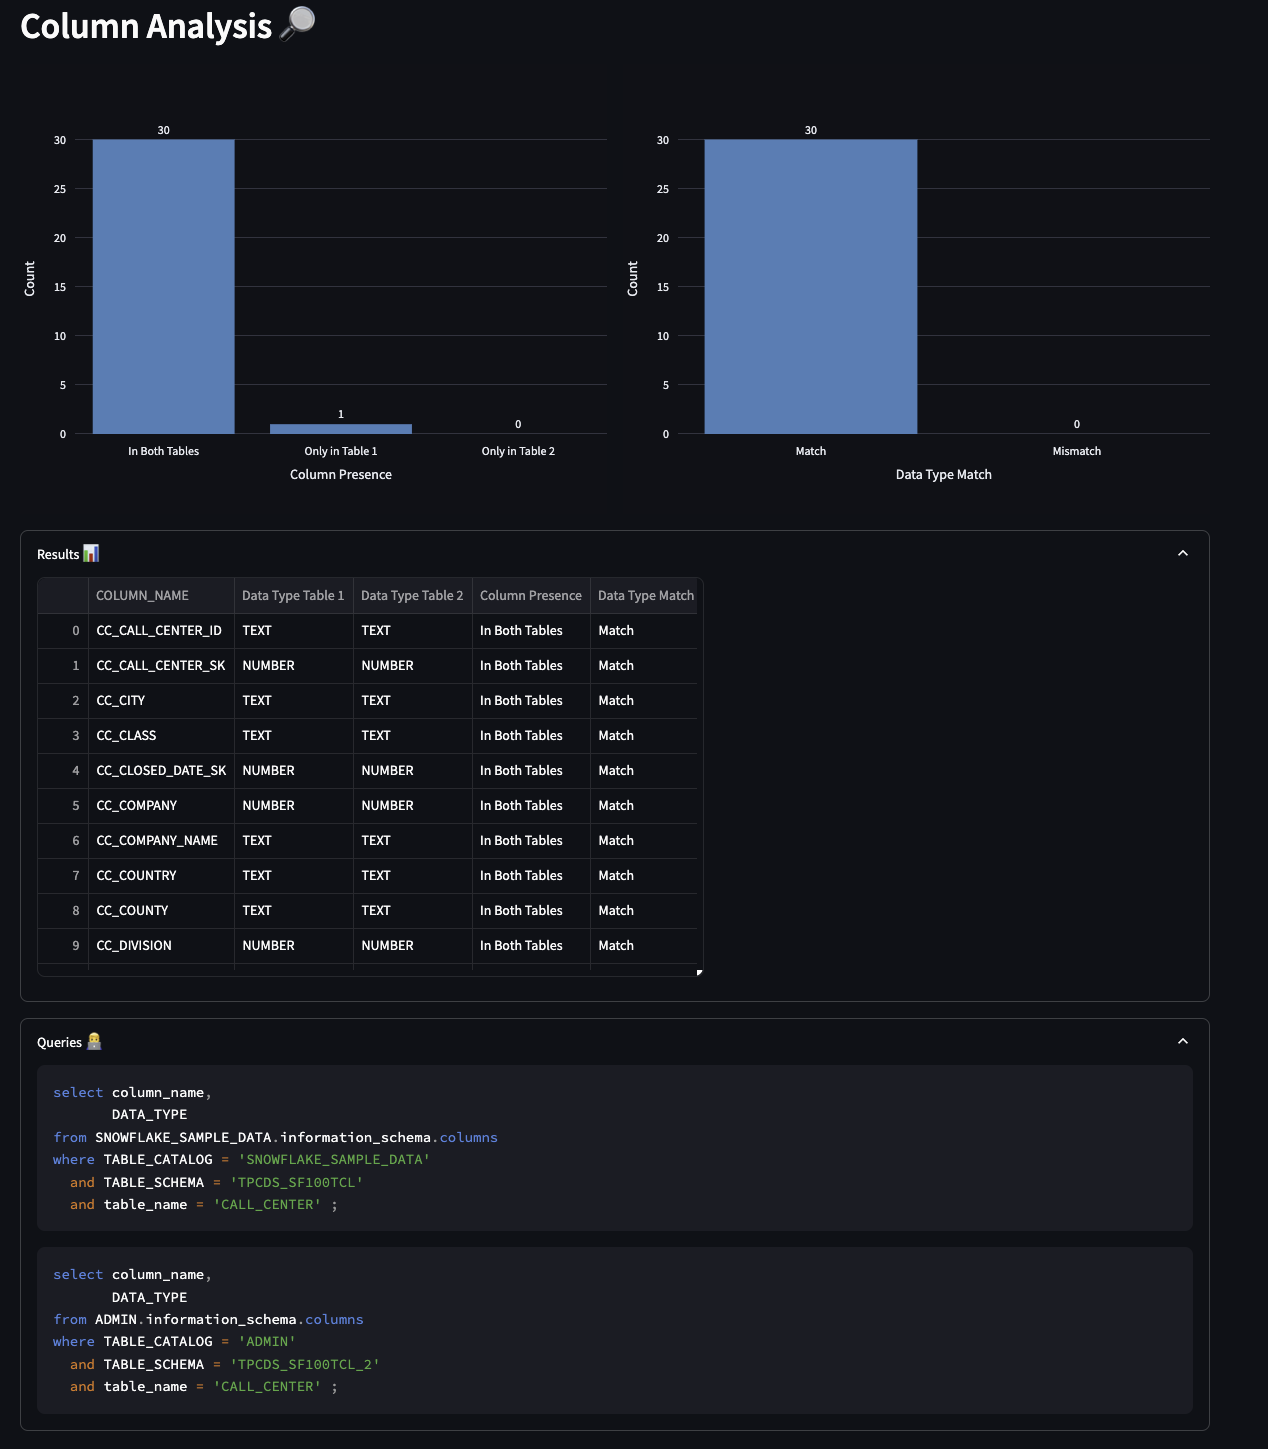 Column Analysis 🔎
30
30
25
20
15
10
5
0
Count
1
0
In Both Tables
Only in Table 1
Only in Table 2
Column Presence
30
30
25
20
15
10
5
0
Count
0
Match
Mismatch
Data Type Match
Results 📊
COLUMN_NAME Data Type Table 1 Data Type Table 2 Column Presence Data Type Match
0 CC_CALL_CENTER_ID TEXT TEXT In Both Tables Match
1 CC_CALL_CENTER_SK NUMBER NUMBER In Both Tables Match
2 CC_CITY TEXT TEXT In Both Tables Match
3 CC_CLASS TEXT TEXT In Both Tables Match
4 CC_CLOSED_DATE_SK NUMBER NUMBER In Both Tables Match
5 CC_COMPANY NUMBER NUMBER In Both Tables Match
6 CC_COMPANY_NAME TEXT TEXT In Both Tables Match
7 CC_COUNTRY TEXT TEXT In Both Tables Match
8 CC_COUNTY TEXT TEXT In Both Tables Match
9 CC_DIVISION NUMBER NUMBER In Both Tables Match
Queries 👩‍💻
select column_name,
DATA_TYPE
from SNOWFLAKE_SAMPLE_DATA.information_schema.columns
where TABLE_CATALOG = 'SNOWFLAKE_SAMPLE_DATA'
and TABLE_SCHEMA = 'TPCDS_SF100TCL'
and table_name = 'CALL_CENTER' ;
select column_name,
DATA_TYPE
from ADMIN.information_schema.columns
where TABLE_CATALOG = 'ADMIN'
and TABLE_SCHEMA = 'TPCDS_SF100TCL_2'
and table_name = 'CALL_CENTER' ;